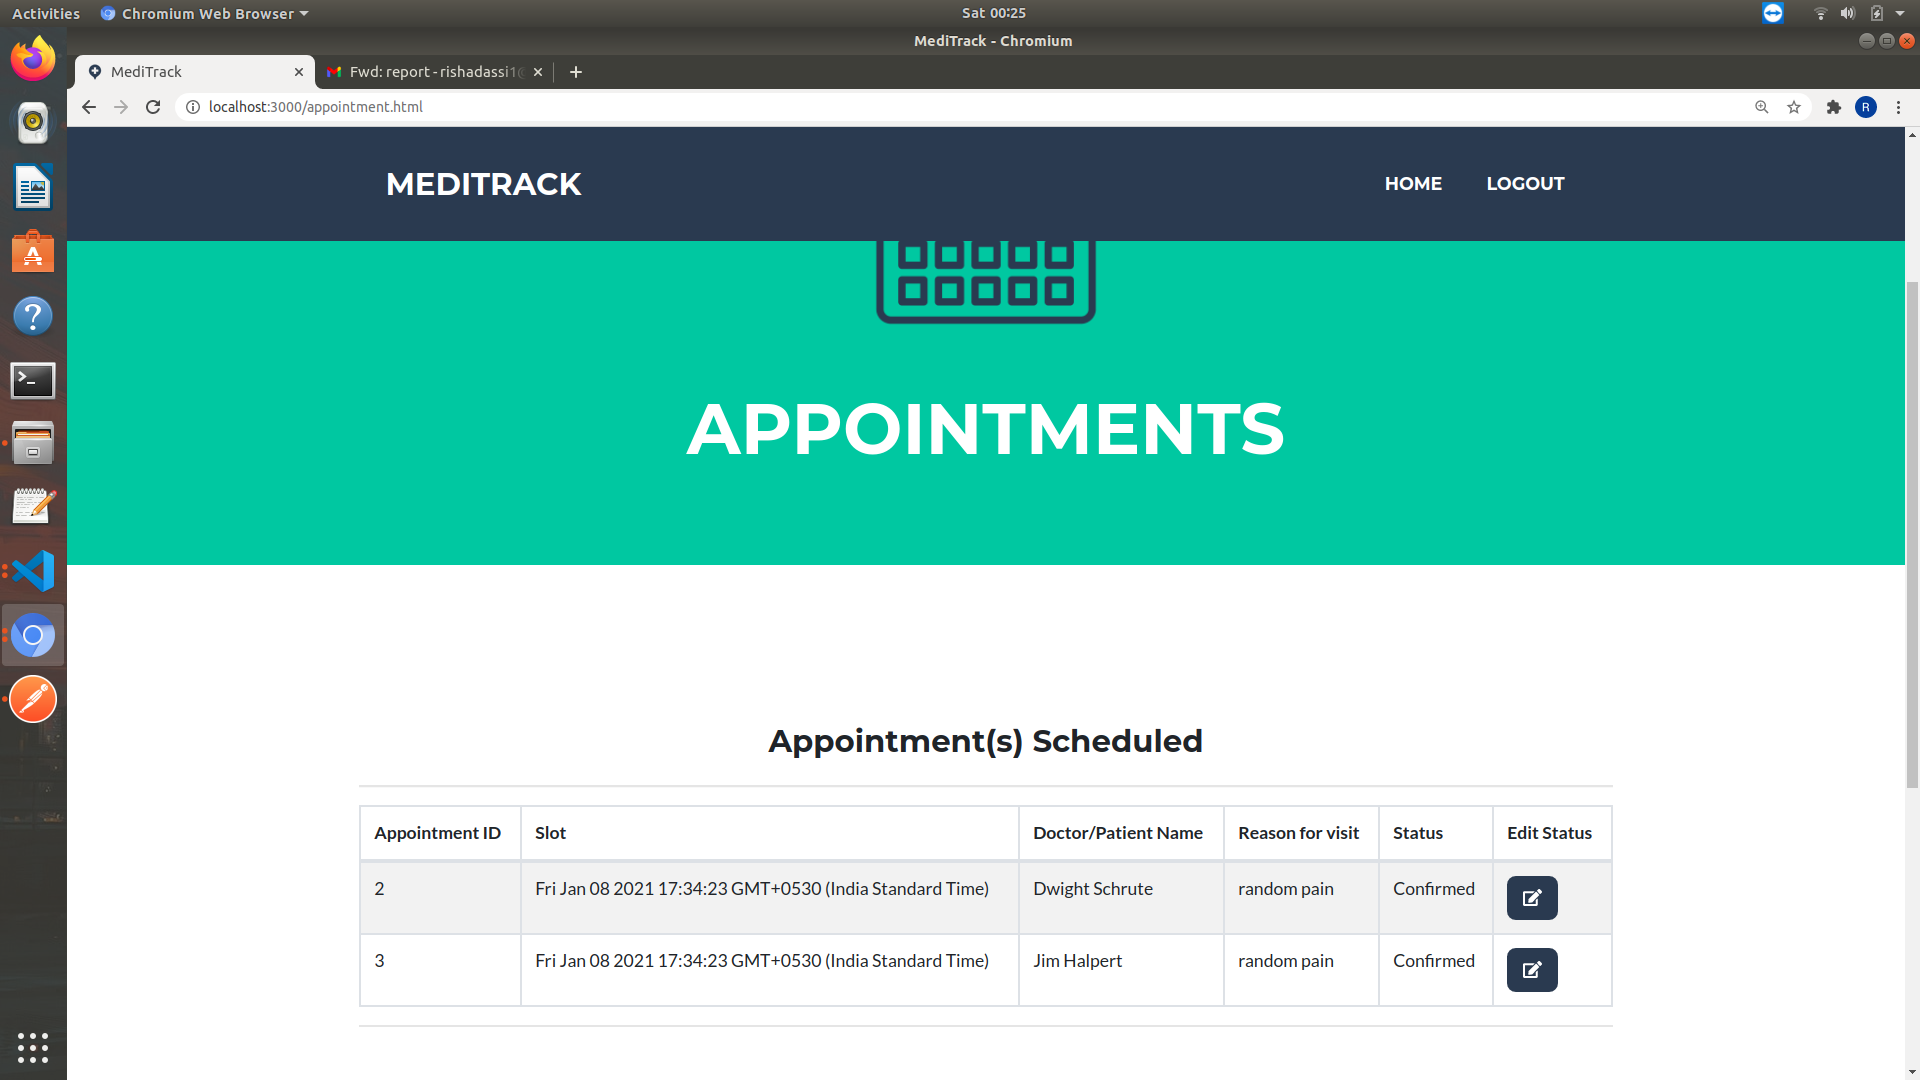 Activities
Chromium Web Browser
Sat 00:25
MediTrack - Chromium
MediTrack
Fwd: report - rishadassi1@
localhost:3000/appointment.html
R
MEDITRACK
HOME
LOGOUT
APPOINTMENTS
Appointment(s) Scheduled
Appointment ID Slot Doctor/Patient Name Reason for visit Status Edit Status
2 Fri Jan 08 2021 17:34:23 GMT+0530 (India Standard Time) Dwight Schrute random pain Confirmed
3 Fri Jan 08 2021 17:34:23 GMT+0530 (India Standard Time) Jim Halpert random pain Confirmed